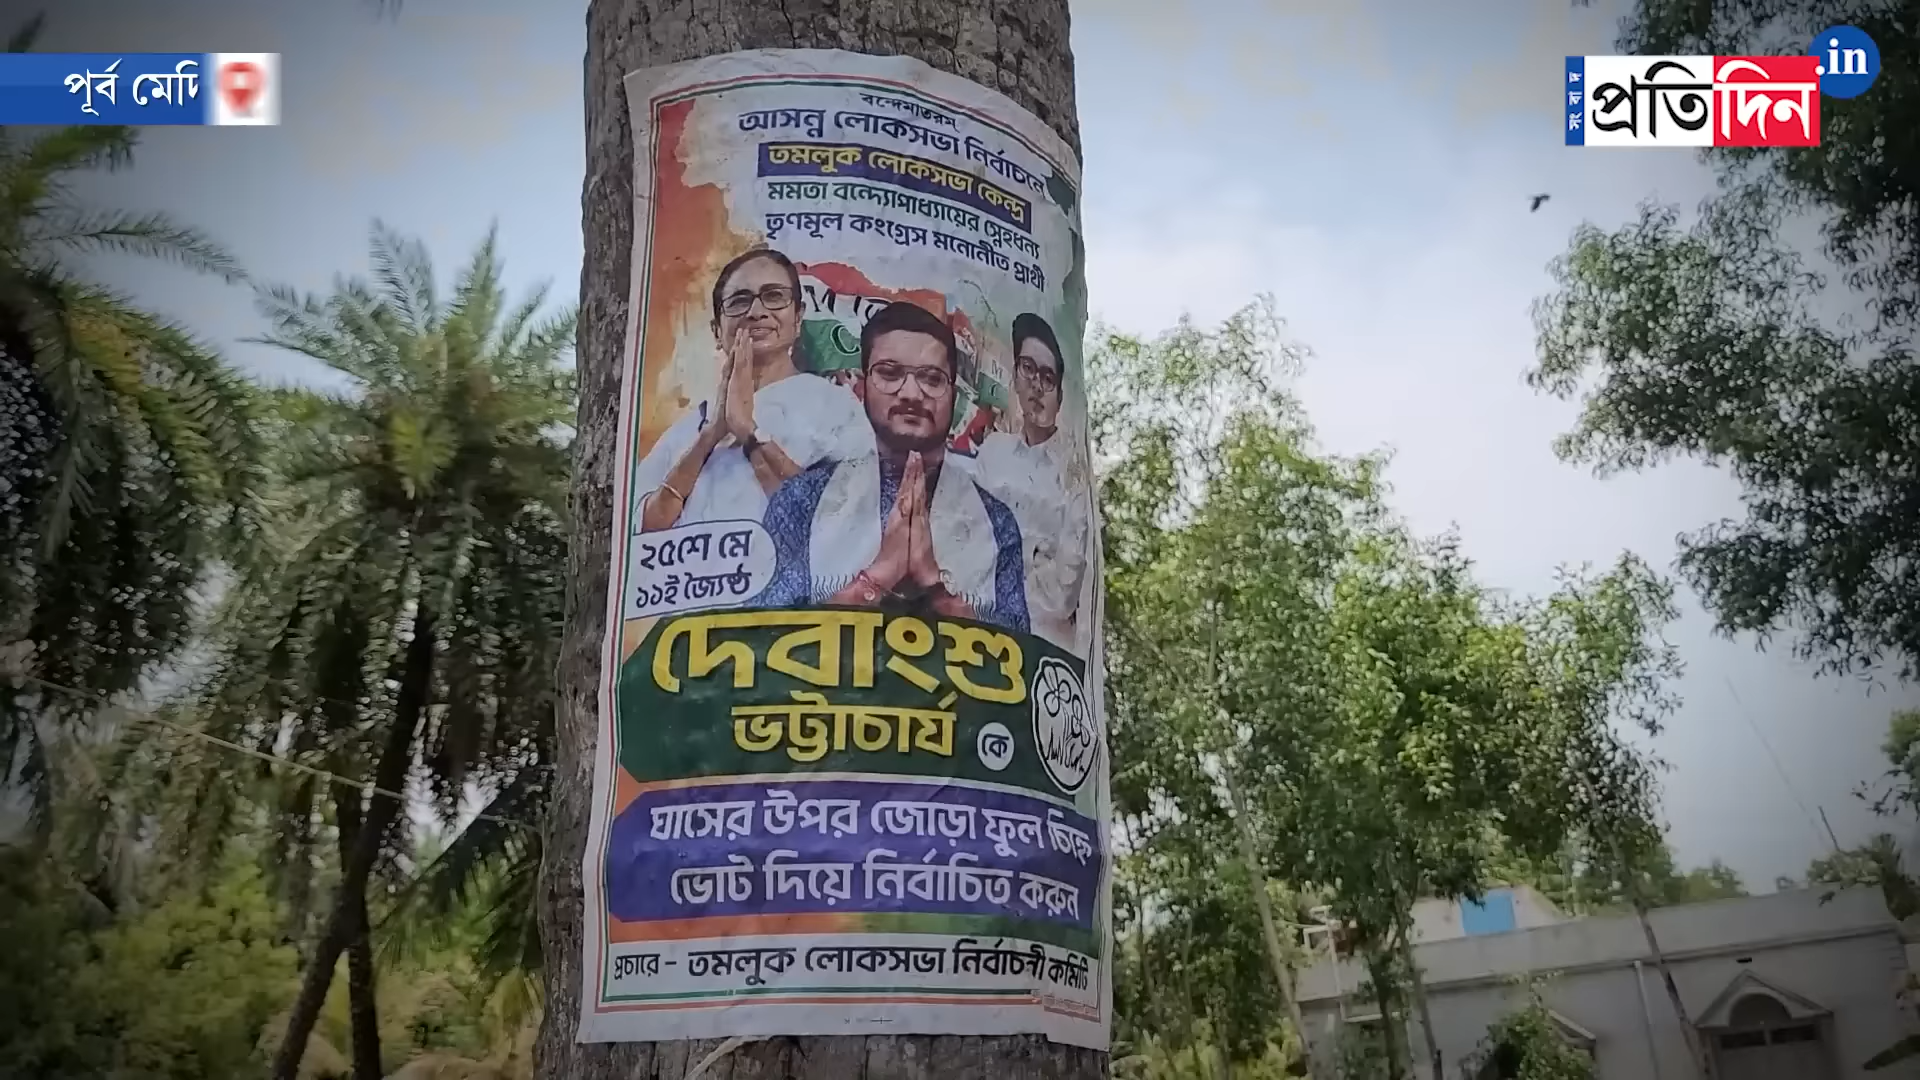 পূর্ব মেদি
সংবাদ
প্রতিদিন
.in
বন্দেমাতরম্
আসন্ন লোকসভা নির্বাচনে
তমলুক লোকসভা কেন্দ্র
মমতা বন্দ্যোপাধ্যায়ের স্নেহধন্য
তৃণমূল কংগ্রেস মনোনীত প্রার্থী
২৫শে মে
১১ই জ্যৈষ্ঠ
দেবাংশু
ভট্টাচার্য কে
ঘাসের উপর জোড়া ফুল চিহ্নে
ভোট দিয়ে নির্বাচিত করুন
প্রচারে - তমলুক লোকসভা নির্বাচনী কমিটি